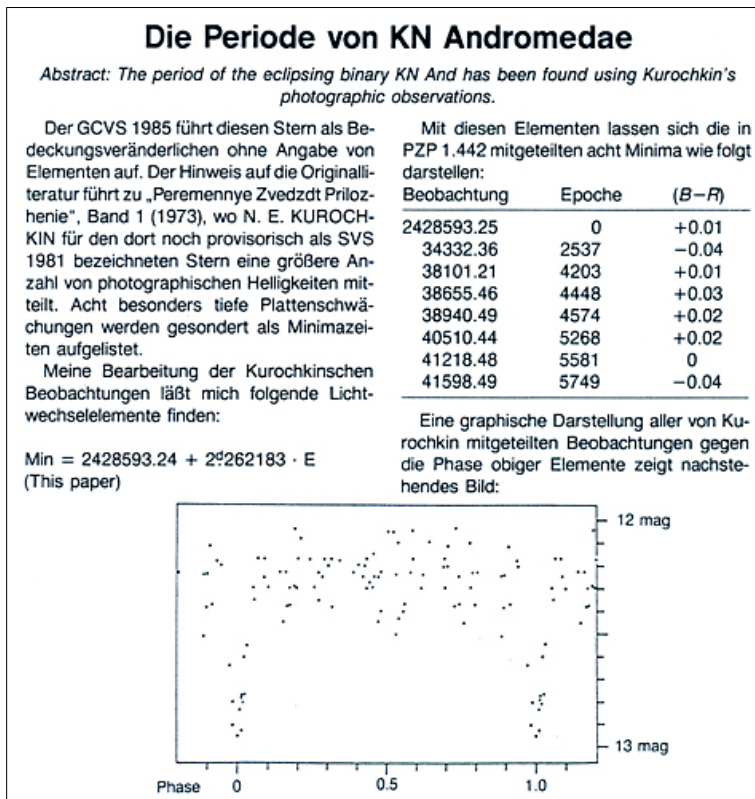 Die Periode von KN Andromedae
Abstract: The period of the eclipsing binary KN And has been found using Kurochkin's
photographic observations.
Der GCVS 1985 führt diesen Stern als Be-
deckungsveränderlichen ohne Angabe von
Elementen auf. Der Hinweis auf die Originalli-
teratur führt zu „Peremennye Zvedzdt Priloz-
henie", Band 1 (1973), wo N. E. KUROCH-
KIN für den dort noch provisorisch als SVS
1981 bezeichneten Stern eine größere An-
zahl von photographischen Helligkeiten mit-
teilt. Acht besonders tiefe Plattenschwä-
chungen werden gesondert als Minimazei-
ten aufgelistet.
Meine Bearbeitung der Kurochkinschen
Beobachtungen läßt mich folgende Licht-
wechselelemente finden:
Min = 2428593.24 + 2ᵈ.262183 · E
(This paper)
Mit diesen Elementen lassen sich die in
PZP 1.442 mitgeteilten acht Minima wie folgt
darstellen:
Beobachtung Epoche (B–R)
2428593.25 0 +0.01
34332.36 2537 −0.04
38101.21 4203 +0.01
38655.46 4448 +0.03
38940.49 4574 +0.02
40510.44 5268 +0.02
41218.48 5581 0
41598.49 5749 −0.04
Eine graphische Darstellung aller von Ku-
rochkin mitgeteilten Beobachtungen gegen
die Phase obiger Elemente zeigt nachste-
hendes Bild:
12 mag
13 mag
Phase 0 0.5 1.0